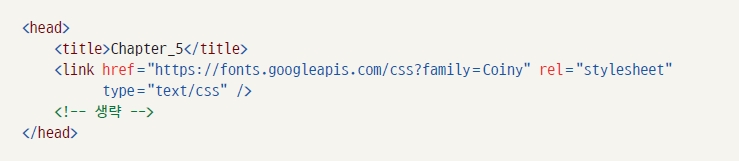 <head>
<title>Chapter_5</title>
<link href="https://fonts.googleapis.com/css?family=Coiny" rel="stylesheet"
type="text/css" />
<!-- 생략 -->
</head>